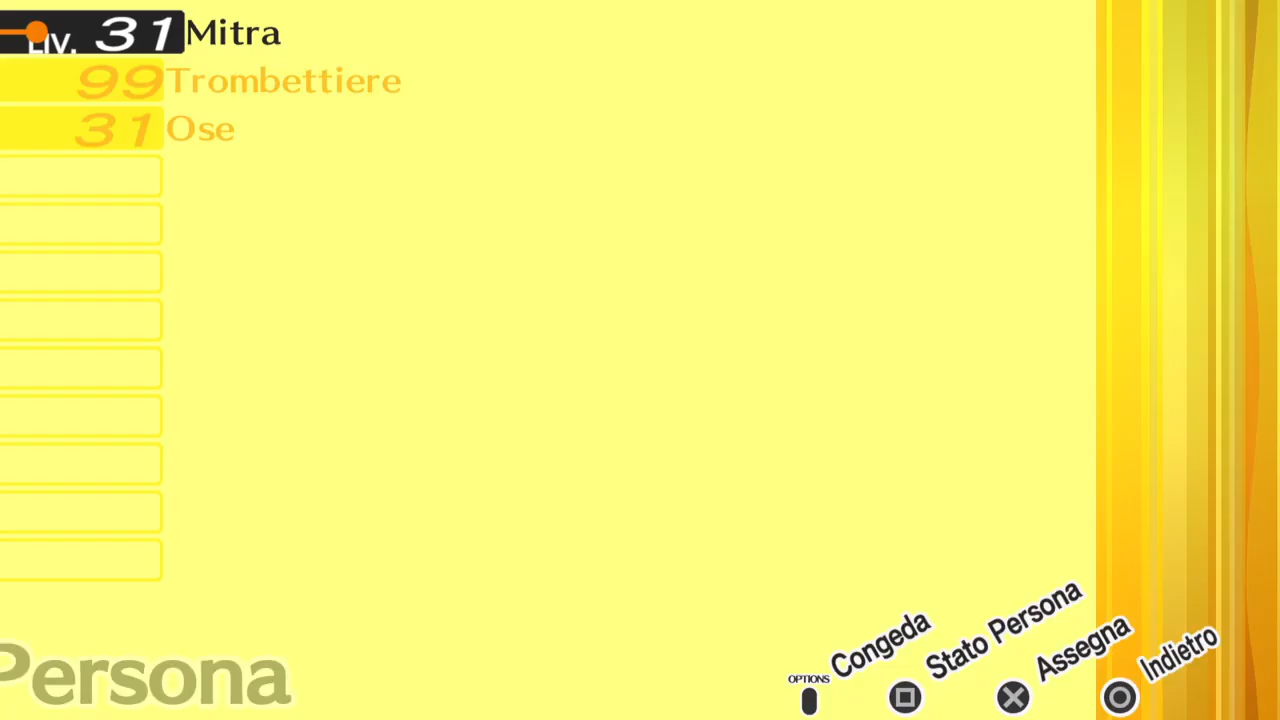 LIV. 31 Mitra
99 Trombettiere
31 Ose
Persona
OPTIONS Congeda
Stato Persona
Assegna
Indietro